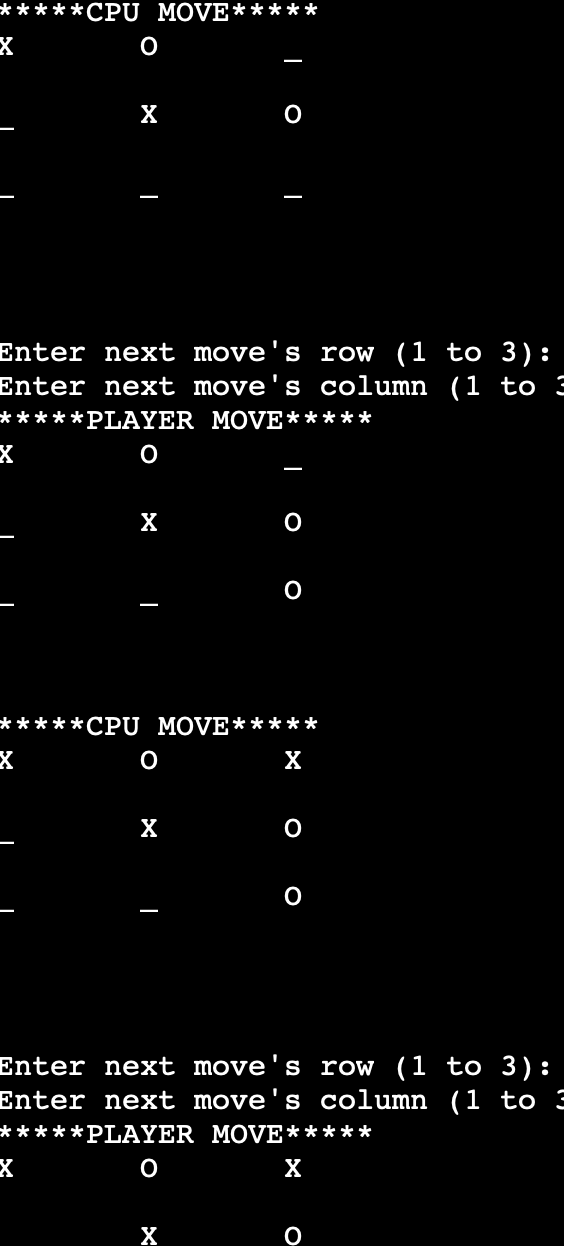 *****CPU MOVE*****
X O _
_ X O
_ _ _
Enter next move's row (1 to 3):
Enter next move's column (1 to 3
*****PLAYER MOVE*****
X O _
_ X O
_ _ O
*****CPU MOVE*****
X O X
_ X O
_ _ O
Enter next move's row (1 to 3):
Enter next move's column (1 to 3
*****PLAYER MOVE*****
X O X
X O